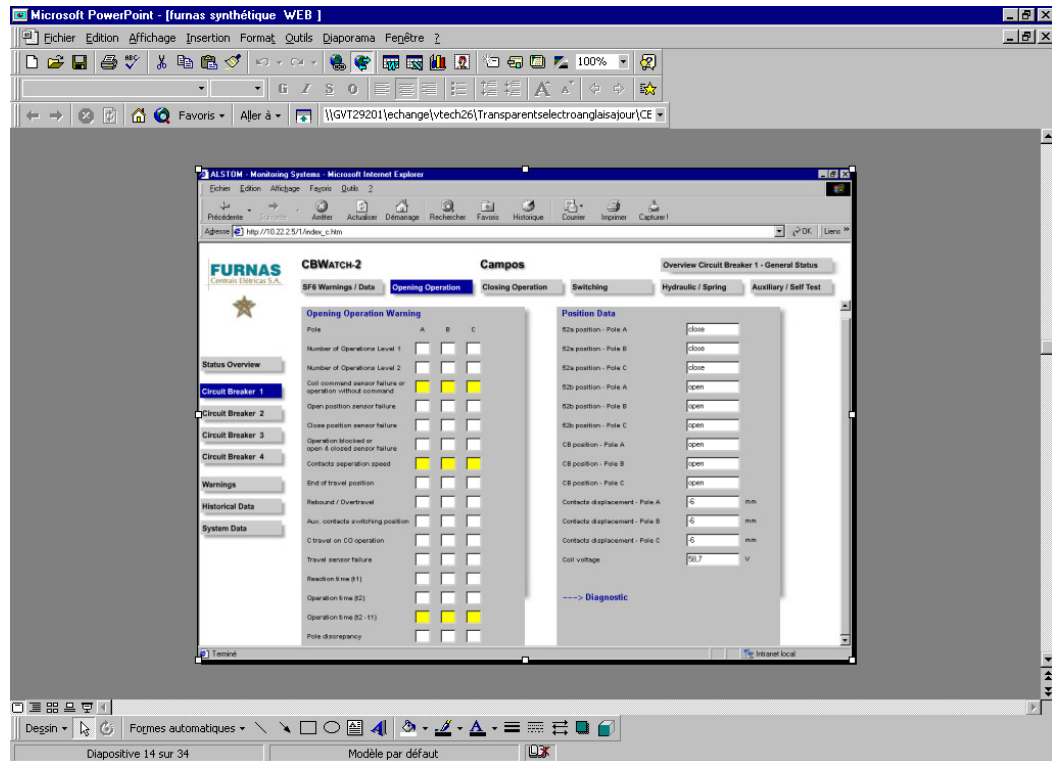 Microsoft PowerPoint - [furnas synthétique WEB ]
Fichier Edition Affichage Insertion Format Outils Diaporama Fenêtre ?
100%
G I S O
Favoris Aller à \\GVT29201\echange\vtech26\Transparentselectroanglaisajour\CE
ALSTOM - Monitoring Systems - Microsoft Internet Explorer
Fichier Edition Affichage Favoris Outils ?
Précédente Suivante Arrêter Actualiser Démarrage Rechercher Favoris Historique Courrier Imprimer Capturer !
Adresse http://10.22.2.5/1/index_c.htm OK Liens »
FURNAS
Centrais Elétricas S.A.
CBWATCH-2 Campos Overview Circuit Breaker 1 - General Status
SF6 Warnings / Data Opening Operation Closing Operation Switching Hydraulic / Spring Auxiliary / Self Test
Status Overview
Circuit Breaker 1
Circuit Breaker 2
Circuit Breaker 3
Circuit Breaker 4
Warnings
Historical Data
System Data
Opening Operation Warning
Pole A B C
Number of Operations Level 1
Number of Operations Level 2
Coil command sensor failure or
operation without command
Open position sensor failure
Close position sensor failure
Operation blocked or
open & closed sensor failure
Contacts seperation speed
End of travel position
Rebound / Overtravel
Aux. contacts switching position
C travel on CO operation
Travel sensor failure
Reaction time (t1)
Operation time (t2)
Operation time (t2 - t1)
Pole discrepancy
Position Data
52a position - Pole A close
52a position - Pole B close
52a position - Pole C close
52b position - Pole A open
52b position - Pole B open
52b position - Pole C open
CB position - Pole A open
CB position - Pole B open
CB position - Pole C open
Contacts displacement - Pole A -6 mm
Contacts displacement - Pole B -6 mm
Contacts displacement - Pole C -6 mm
Coil voltage 58,7 V
---> Diagnostic
Terminé Intranet local
Dessin Formes automatiques
Diapositive 14 sur 34 Modèle par défaut